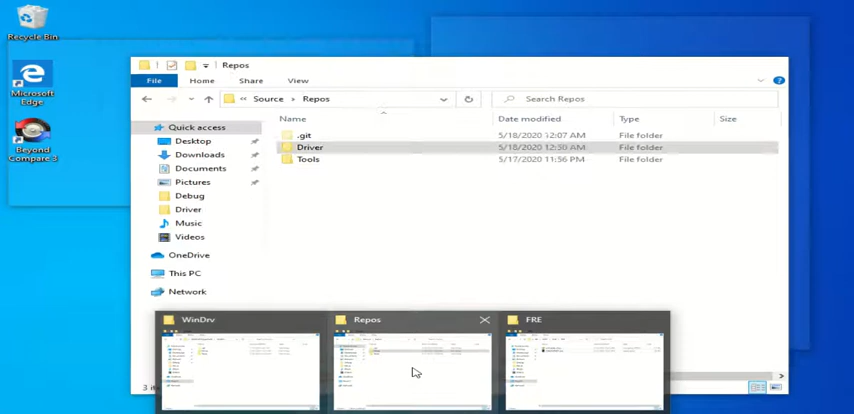 Recycle Bin
Microsoft
Edge
Beyond
Compare 3
Repos
File Home Share View
Source > Repos
Search Repos
Name Date modified Type Size
.git 5/18/2020 12:07 AM File folder
Driver 5/18/2020 12:50 AM File folder
Tools 5/17/2020 11:56 PM File folder
Quick access
Desktop
Downloads
Documents
Pictures
Debug
Driver
Music
Videos
OneDrive
This PC
Network
WinDrv
Repos
FRE